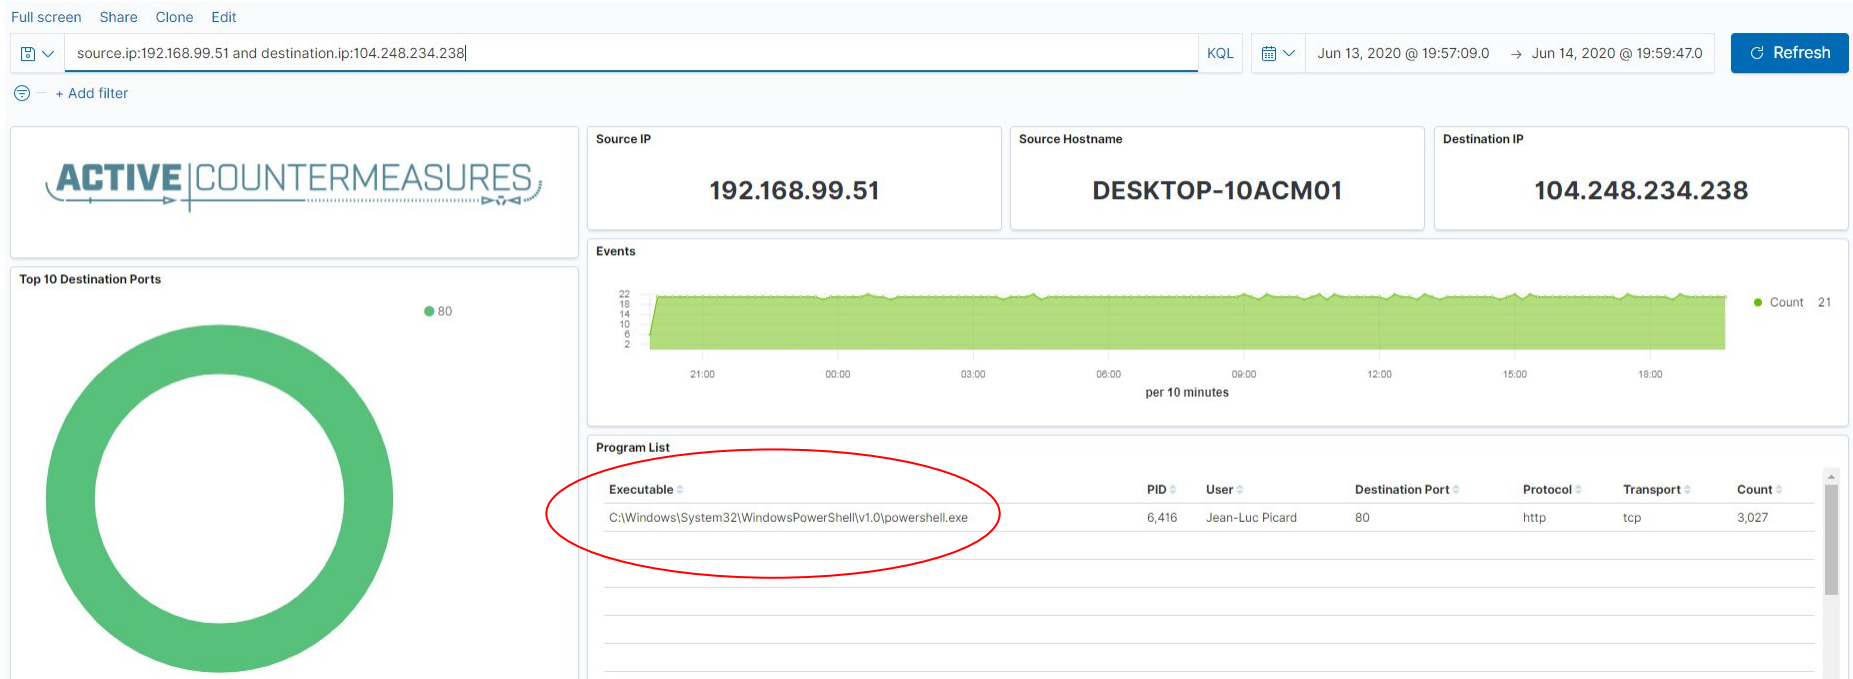 Full screen Share Clone Edit
source.ip:192.168.99.51 and destination.ip:104.248.234.238 KQL Jun 13, 2020 @ 19:57:09.0 → Jun 14, 2020 @ 19:59:47.0 Refresh
+ Add filter
ACTIVE COUNTERMEASURES
Source IP
192.168.99.51
Source Hostname
DESKTOP-10ACM01
Destination IP
104.248.234.238
Top 10 Destination Ports
80
Events
22
18
14
10
6
2
21:00 00:00 03:00 06:00 09:00 12:00 15:00 18:00
per 10 minutes
Count 21
Program List
Executable PID User Destination Port Protocol Transport Count
C:\Windows\System32\WindowsPowerShell\v1.0\powershell.exe 6,416 Jean-Luc Picard 80 http tcp 3,027